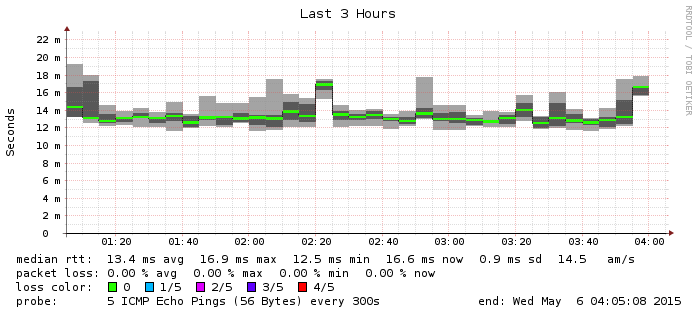 Last 3 Hours
RRDTOOL / TOBI OETIKER
Seconds
22 m
20 m
18 m
16 m
14 m
12 m
10 m
8 m
6 m
4 m
2 m
0
01:20 01:40 02:00 02:20 02:40 03:00 03:20 03:40 04:00
median rtt: 13.4 ms avg 16.9 ms max 12.5 ms min 16.6 ms now 0.9 ms sd 14.5 am/s
packet loss: 0.00 % avg 0.00 % max 0.00 % min 0.00 % now
loss color: 0 1/5 2/5 3/5 4/5
probe: 5 ICMP Echo Pings (56 Bytes) every 300s end: Wed May 6 04:05:08 2015